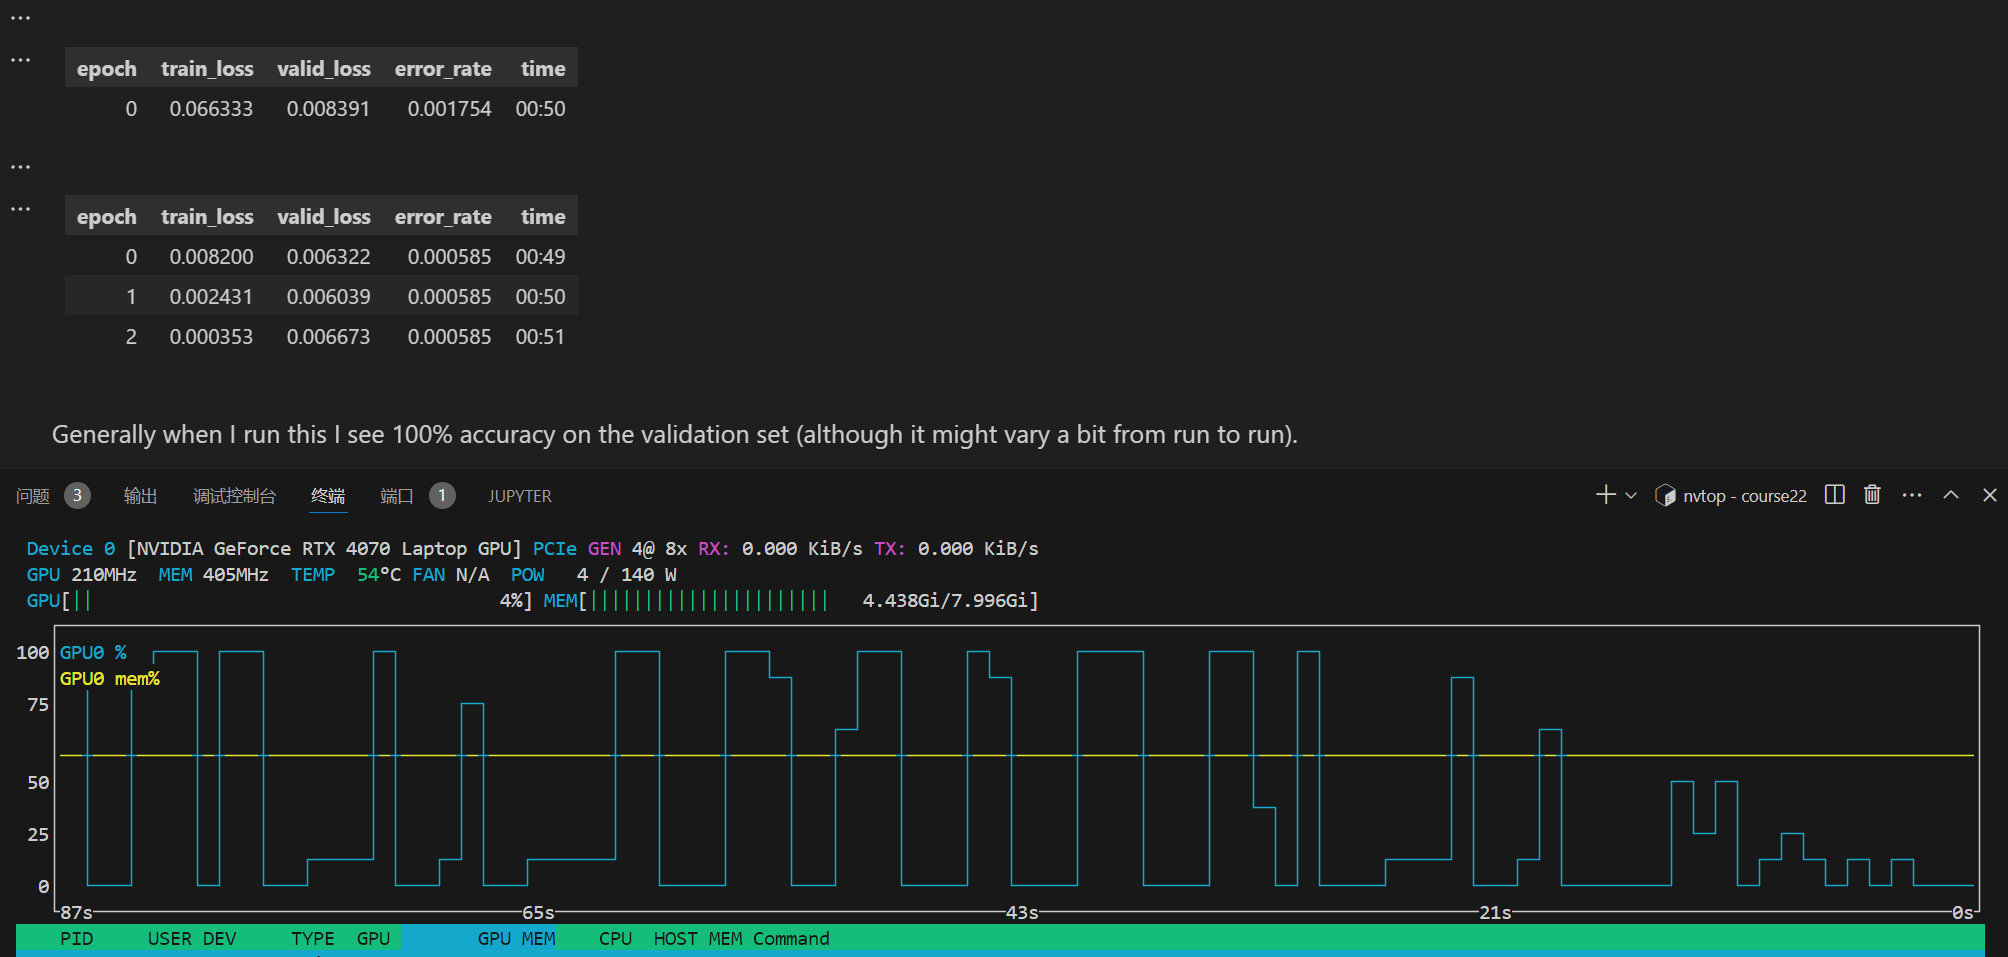 ...
...
epoch train_loss valid_loss error_rate time
0 0.066333 0.008391 0.001754 00:50
...
...
epoch train_loss valid_loss error_rate time
0 0.008200 0.006322 0.000585 00:49
1 0.002431 0.006039 0.000585 00:50
2 0.000353 0.006673 0.000585 00:51
Generally when I run this I see 100% accuracy on the validation set (although it might vary a bit from run to run).
问题 3 输出 调试控制台 终端 端口 1 JUPYTER nvtop - course22
Device 0 [NVIDIA GeForce RTX 4070 Laptop GPU] PCIe GEN 4@ 8x RX: 0.000 KiB/s TX: 0.000 KiB/s
GPU 210MHz MEM 405MHz TEMP 54°C FAN N/A POW 4 / 140 W
GPU[|| 4%] MEM[|||||||||||||||||||||| 4.438Gi/7.996Gi]
100 GPU0 %
GPU0 mem%
75
50
25
0
87s 65s 43s 21s 0s
PID USER DEV TYPE GPU GPU MEM CPU HOST MEM Command